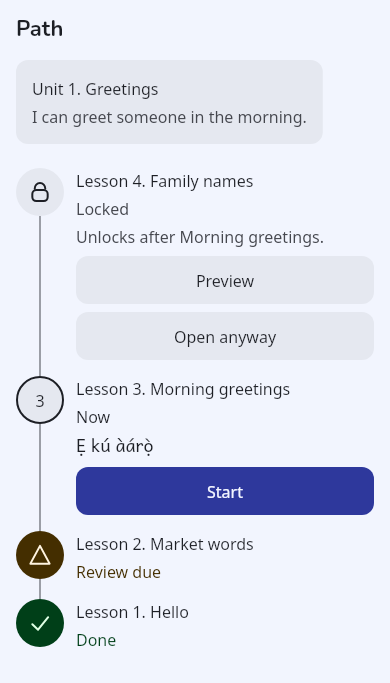 Path
Unit 1. Greetings
I can greet someone in the morning.
Lesson 4. Family names
Locked
Unlocks after Morning greetings.
Preview
Open anyway
3
Lesson 3. Morning greetings
Now
Ẹ kú àárọ̀
Start
Lesson 2. Market words
Review due
Lesson 1. Hello
Done